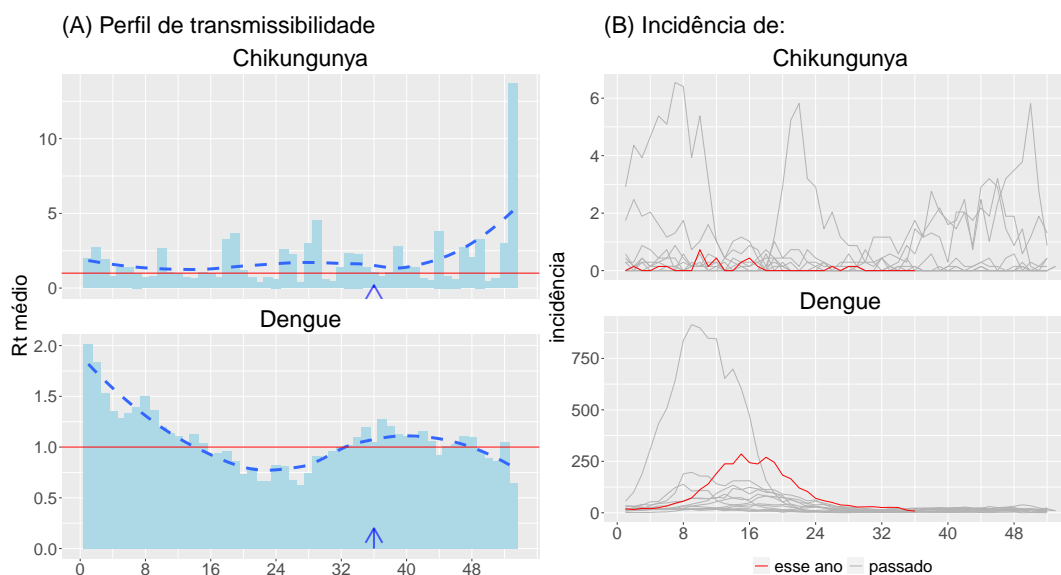 (A) Perfil de transmissibilidade
Chikungunya
10
5
0
Dengue
2.0
1.5
1.0
0.5
0.0
Rt médio
0 8 16 24 32 40 48
(B) Incidência de:
Chikungunya
6
4
2
0
Dengue
750
500
250
0
incidência
0 8 16 24 32 40 48
esse ano passado